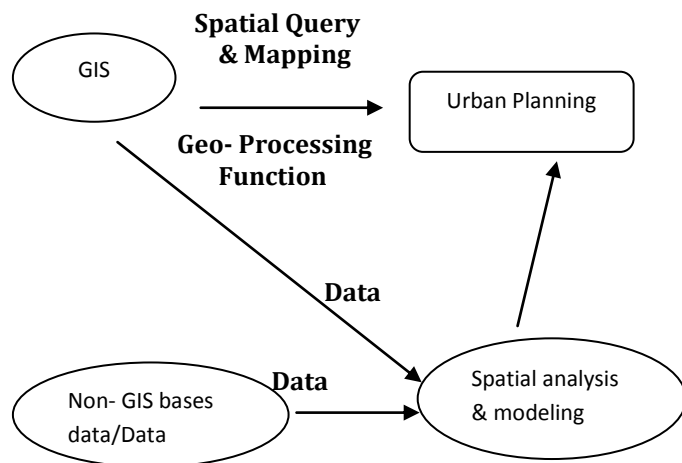 Spatial Query
& Mapping
GIS
Urban Planning
Geo- Processing
Function
Data
Data
Non- GIS bases
data/Data
Spatial analysis
& modeling